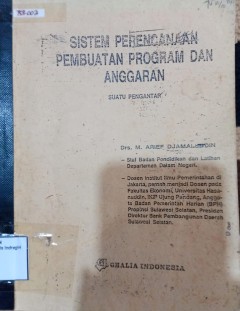 SISTEM PERENCANAAN
PEMBUATAN PROGRAM DAN
ANGGARAN
SUATU PENGANTAR
Drs. M. ARIEF DJAMALUDDIN
– Staf Badan Pendidikan dan Latihan
Departemen Dalam Negeri.
– Dosen Institut Ilmu Pemerintahan di
Jakarta, pernah menjadi Dosen pada
Fakultas Ekonomi, Universitas Hasa-
nuddin, IKIP Ujung Pandang, Anggo-
ta Badan Pemerintah Harian (BPH)
Propinsi Sulawesi Selatan, Presiden
Direktur Bank Pembangunan Daerah
Sulawesi Selatan.
GHALIA INDONESIA